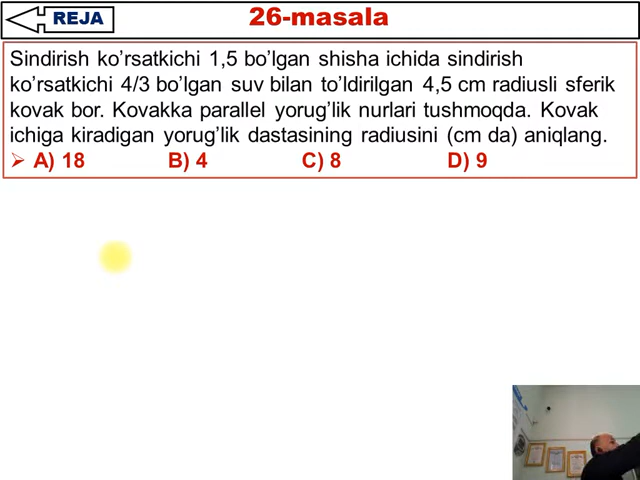 REJA
26-masala
Sindirish ko’rsatkichi 1,5 bo’lgan shisha ichida sindirish
ko’rsatkichi 4/3 bo’lgan suv bilan to’ldirilgan 4,5 cm radiusli sferik
kovak bor. Kovakka parallel yorug’lik nurlari tushmoqda. Kovak
ichiga kiradigan yorug’lik dastasining radiusini (cm da) aniqlang.
➢ A) 18 B) 4 C) 8 D) 9